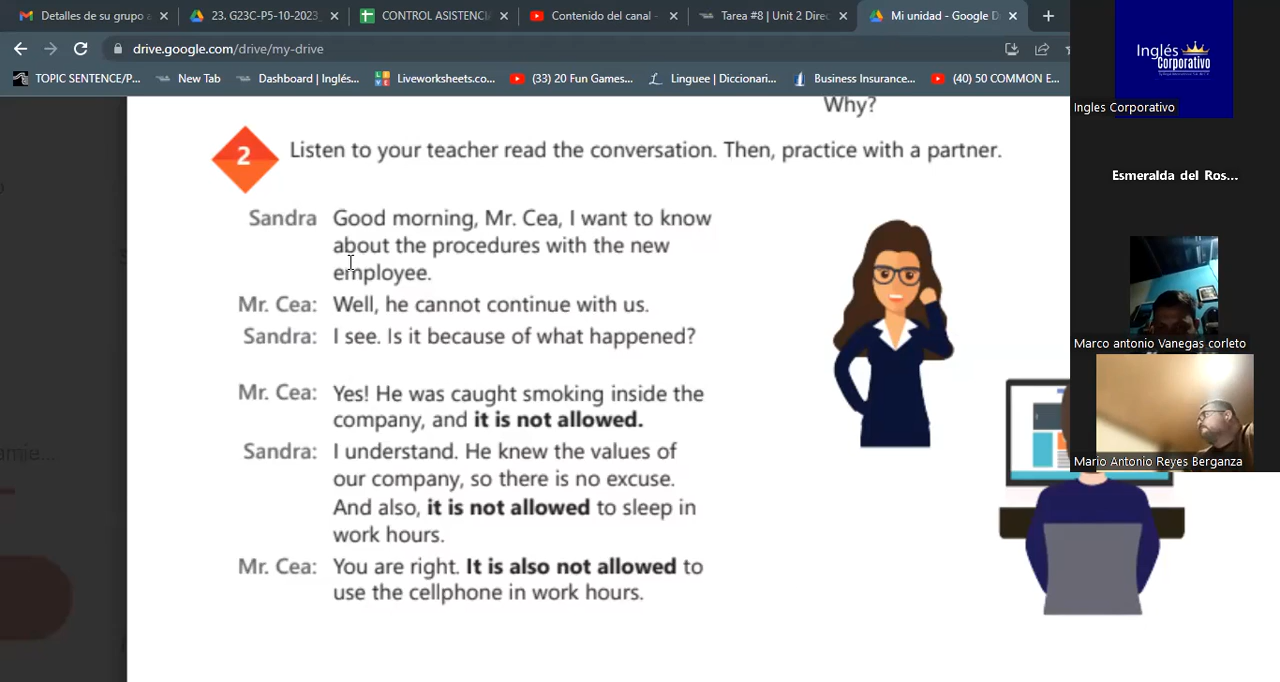 Detalles de su grupo a
23. G23C-P5-10-2023_
CONTROL ASISTENCI
Contenido del canal -
Tarea #8 | Unit 2 Direc
Mi unidad - Google D
drive.google.com/drive/my-drive
TOPIC SENTENCE/P...
New Tab
Dashboard | Inglés...
Liveworksheets.co...
(33) 20 Fun Games...
Linguee | Diccionari...
Business Insurance...
(40) 50 COMMON E...
Inglés
Corporativo
Ingles Corporativo
Esmeralda del Ros...
Marco antonio Vanegas corleto
Mario Antonio Reyes Berganza
Why?
2 Listen to your teacher read the conversation. Then, practice with a partner.
Sandra Good morning, Mr. Cea, I want to know
about the procedures with the new
employee.
Mr. Cea: Well, he cannot continue with us.
Sandra: I see. Is it because of what happened?
Mr. Cea: Yes! He was caught smoking inside the
company, and it is not allowed.
Sandra: I understand. He knew the values of
our company, so there is no excuse.
And also, it is not allowed to sleep in
work hours.
Mr. Cea: You are right. It is also not allowed to
use the cellphone in work hours.
amie...